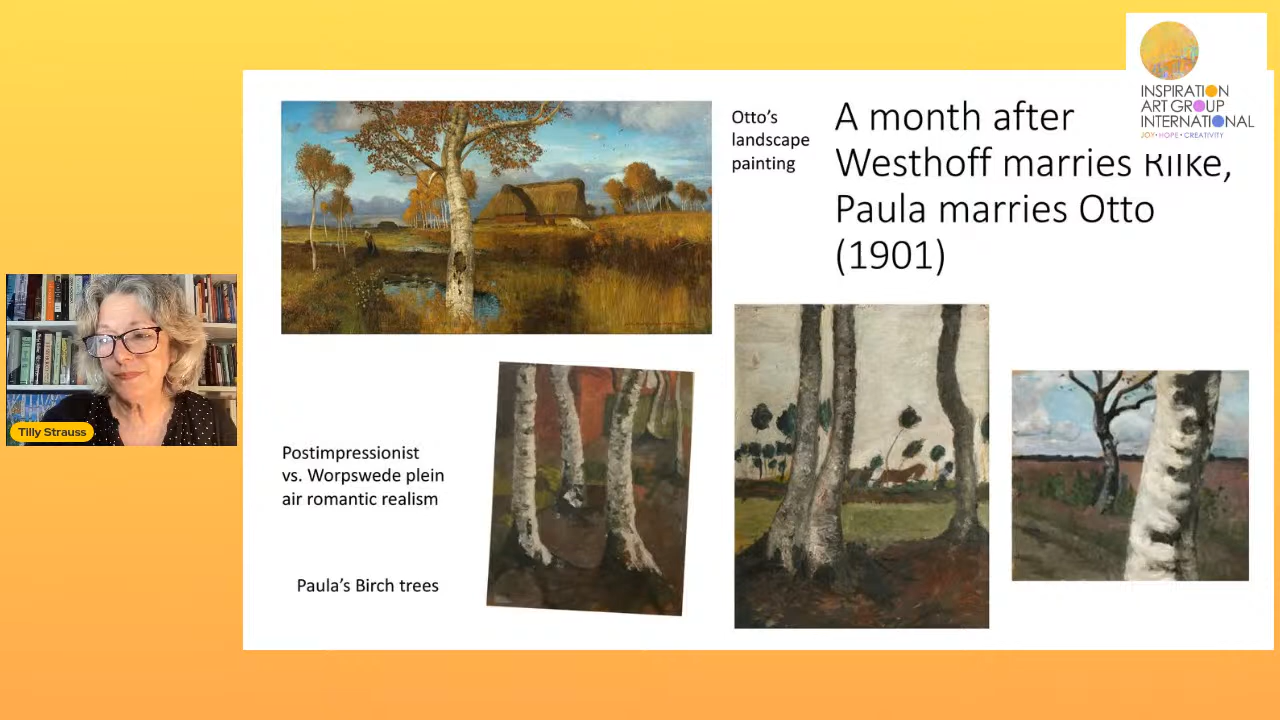 INSPIRATION
ART GROUP
INTERNATIONAL
JOY • HOPE • CREATIVITY
Otto's
landscape
painting
A month after
Westhoff marries Rilke,
Paula marries Otto
(1901)
Tilly Strauss
Postimpressionist
vs. Worpswede plein
air romantic realism
Paula's Birch trees